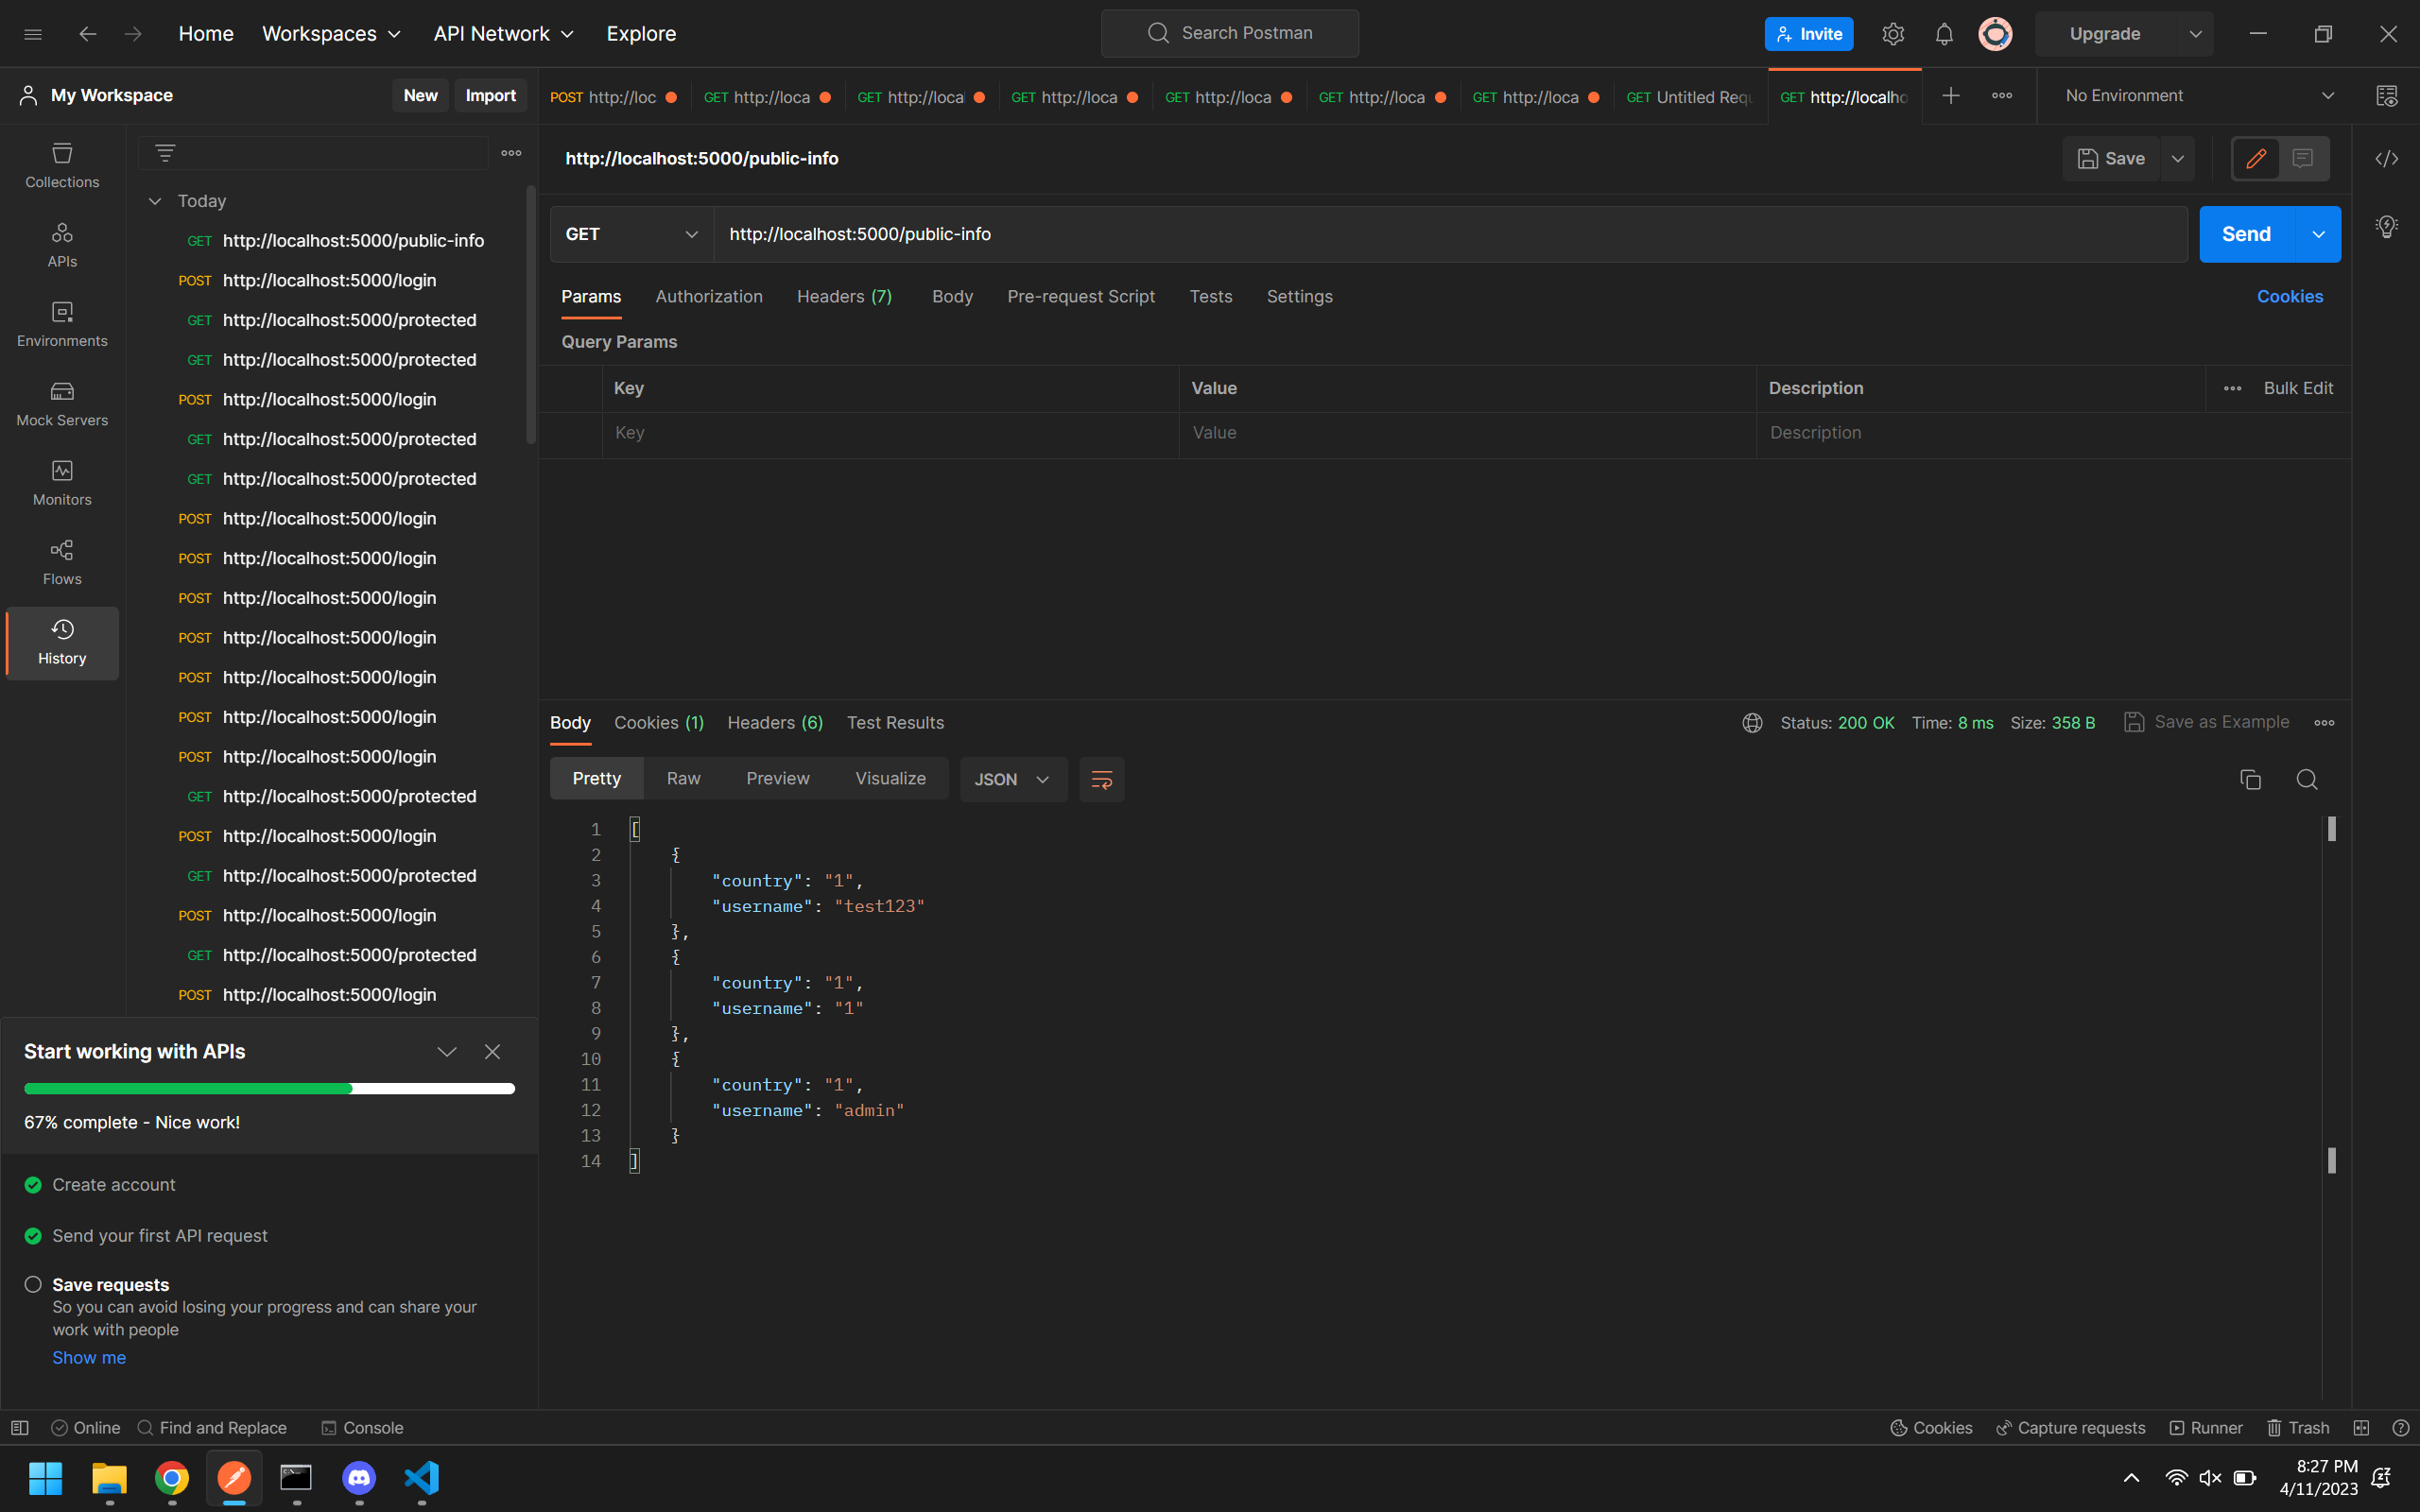 Home Workspaces API Network Explore Search Postman Invite Upgrade
My Workspace New Import POST http://loc GET http://loca GET http://local GET http://loca GET http://loca GET http://loca GET http://loca GET Untitled Requ GET http://localho No Environment
Collections
APIs
Environments
Mock Servers
Monitors
Flows
History
Today
GET http://localhost:5000/public-info
POST http://localhost:5000/login
GET http://localhost:5000/protected
GET http://localhost:5000/protected
POST http://localhost:5000/login
GET http://localhost:5000/protected
GET http://localhost:5000/protected
POST http://localhost:5000/login
POST http://localhost:5000/login
POST http://localhost:5000/login
POST http://localhost:5000/login
POST http://localhost:5000/login
POST http://localhost:5000/login
POST http://localhost:5000/login
GET http://localhost:5000/protected
POST http://localhost:5000/login
GET http://localhost:5000/protected
POST http://localhost:5000/login
GET http://localhost:5000/protected
POST http://localhost:5000/login
Start working with APIs
67% complete - Nice work!
Create account
Send your first API request
Save requests
So you can avoid losing your progress and can share your
work with people
Show me
http://localhost:5000/public-info Save
GET http://localhost:5000/public-info Send
Params Authorization Headers (7) Body Pre-request Script Tests Settings Cookies
Query Params
Key Value Description Bulk Edit
Key Value Description
Body Cookies (1) Headers (6) Test Results Status: 200 OK Time: 8 ms Size: 358 B Save as Example
Pretty Raw Preview Visualize JSON
1 [
2 {
3 "country": "1",
4 "username": "test123"
5 },
6 {
7 "country": "1",
8 "username": "1"
9 },
10 {
11 "country": "1",
12 "username": "admin"
13 }
14 ]
Online Find and Replace Console Cookies Capture requests Runner Trash
8:27 PM
4/11/2023